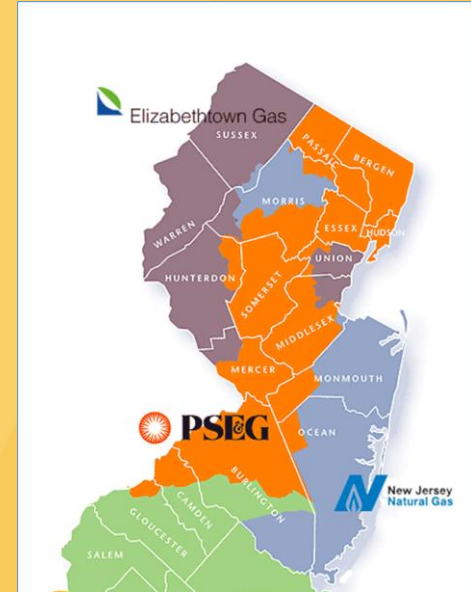 Elizabethtown Gas
SUSSEX
PASSAIC
BERGEN
MORRIS
WARREN
ESSEX
HUDSON
UNION
HUNTERDON
SOMERSET
MIDDLESEX
MERCER
MONMOUTH
PSEG
OCEAN
BURLINGTON
New Jersey
Natural Gas
CAMDEN
GLOUCESTER
SALEM